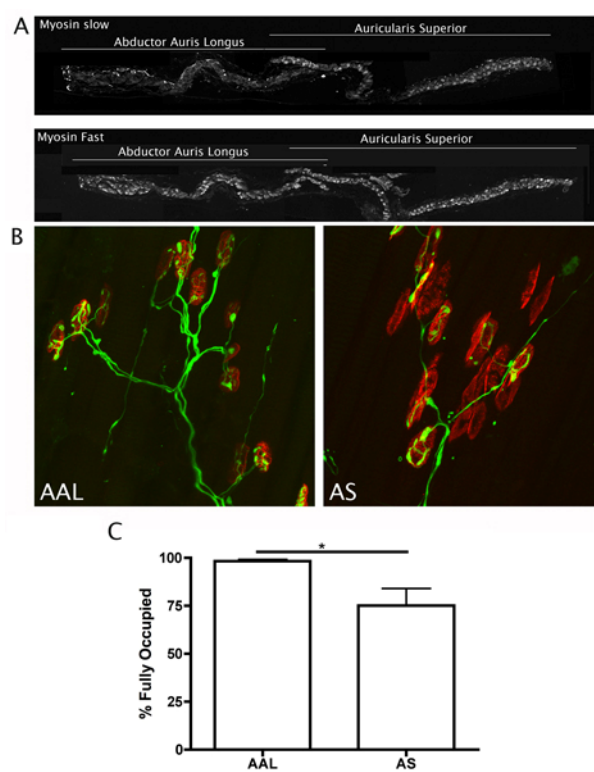 A
Myosin slow
Abductor Auris Longus
Auricularis Superior
Myosin Fast
Abductor Auris Longus
Auricularis Superior
B
AAL
AS
C
*
% Fully Occupied
100
75
50
25
0
AAL
AS